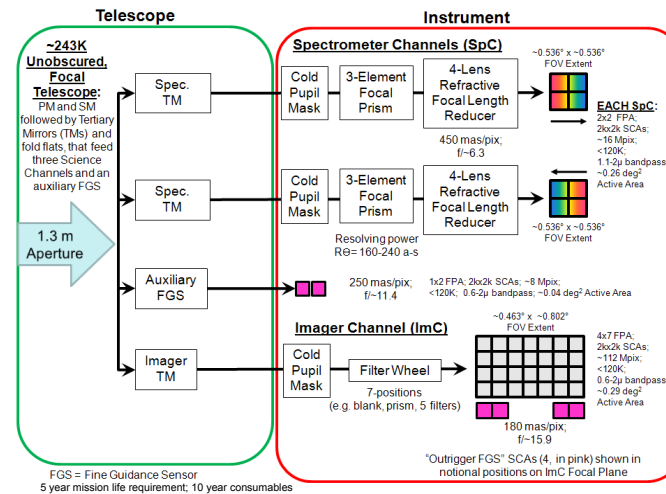 Telescope
Instrument
~243K
Unobscured,
Focal
Telescope:
PM and SM
followed by Tertiary
Mirrors (TMs) and
fold flats, that feed
three Science
Channels and an
auxiliary FGS
1.3 m
Aperture
Spec.
TM
Spec.
TM
Auxiliary
FGS
Imager
TM
Spectrometer Channels (SpC)
Cold
Pupil
Mask
3-Element
Focal
Prism
4-Lens
Refractive
Focal Length
Reducer
450 mas/pix;
f/~6.3
~0.536° x ~0.536°
FOV Extent
EACH SpC:
2x2 FPA;
2kx2k SCAs;
~16 Mpix;
<120K;
1.1-2μ bandpass
~0.26 deg²
Active Area
Cold
Pupil
Mask
3-Element
Focal
Prism
4-Lens
Refractive
Focal Length
Reducer
Resolving power
RΘ= 160-240 a-s
~0.536° x ~0.536°
FOV Extent
250 mas/pix;
f/~11.4
1x2 FPA; 2kx2k SCAs; ~8 Mpix;
<120K; 0.6-2μ bandpass; ~0.04 deg² Active Area
Imager Channel (ImC)
Cold
Pupil
Mask
Filter Wheel
7-positions
(e.g. blank, prism, 5 filters)
~0.463° x ~0.802°
FOV Extent
4x7 FPA;
2kx2k SCAs;
~112 Mpix;
<120K;
0.6-2μ bandpass
~0.29 deg²
Active Area
180 mas/pix;
f/~15.9
"Outrigger FGS" SCAs (4, in pink) shown in
notional positions on ImC Focal Plane
FGS = Fine Guidance Sensor
5 year mission life requirement; 10 year consumables